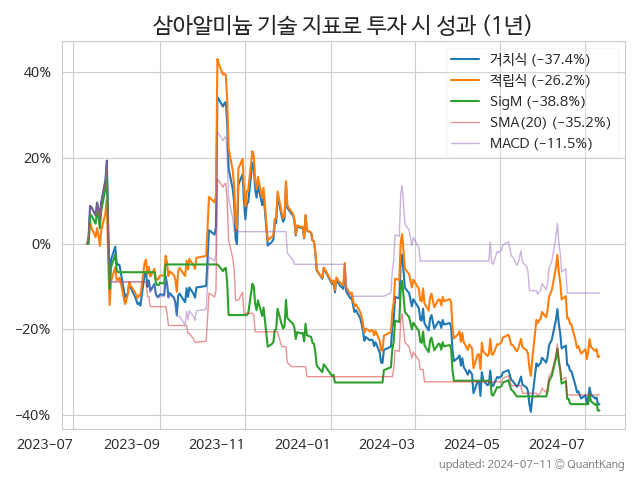 삼아알미늄 기술 지표로 투자 시 성과 (1년)
거치식 (−37.4%)
적립식 (−26.2%)
SigM (−38.8%)
SMA(20) (−35.2%)
MACD (−11.5%)
40%
20%
0%
−20%
−40%
2023-07 2023-09 2023-11 2024-01 2024-03 2024-05 2024-07
updated: 2024-07-11 © QuantKang